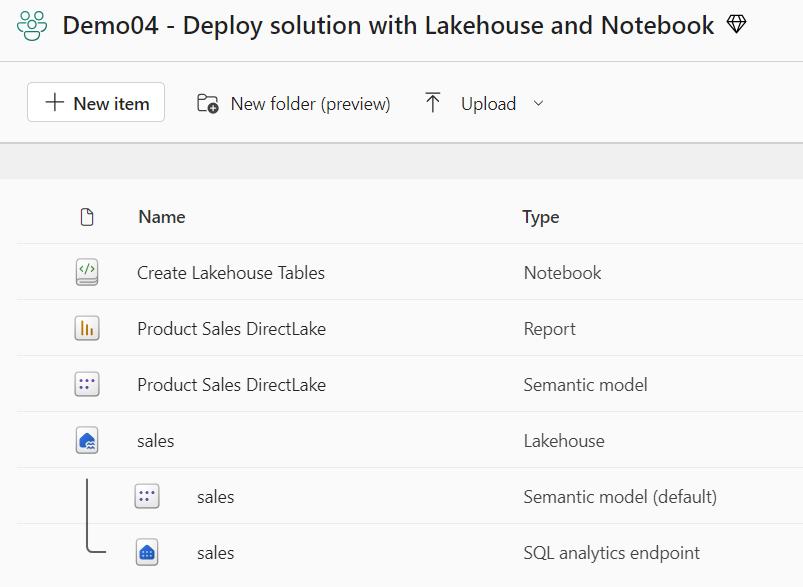 Demo04 - Deploy solution with Lakehouse and Notebook
New item New folder (preview) Upload
Name Type
Create Lakehouse Tables Notebook
Product Sales DirectLake Report
Product Sales DirectLake Semantic model
sales Lakehouse
sales Semantic model (default)
sales SQL analytics endpoint